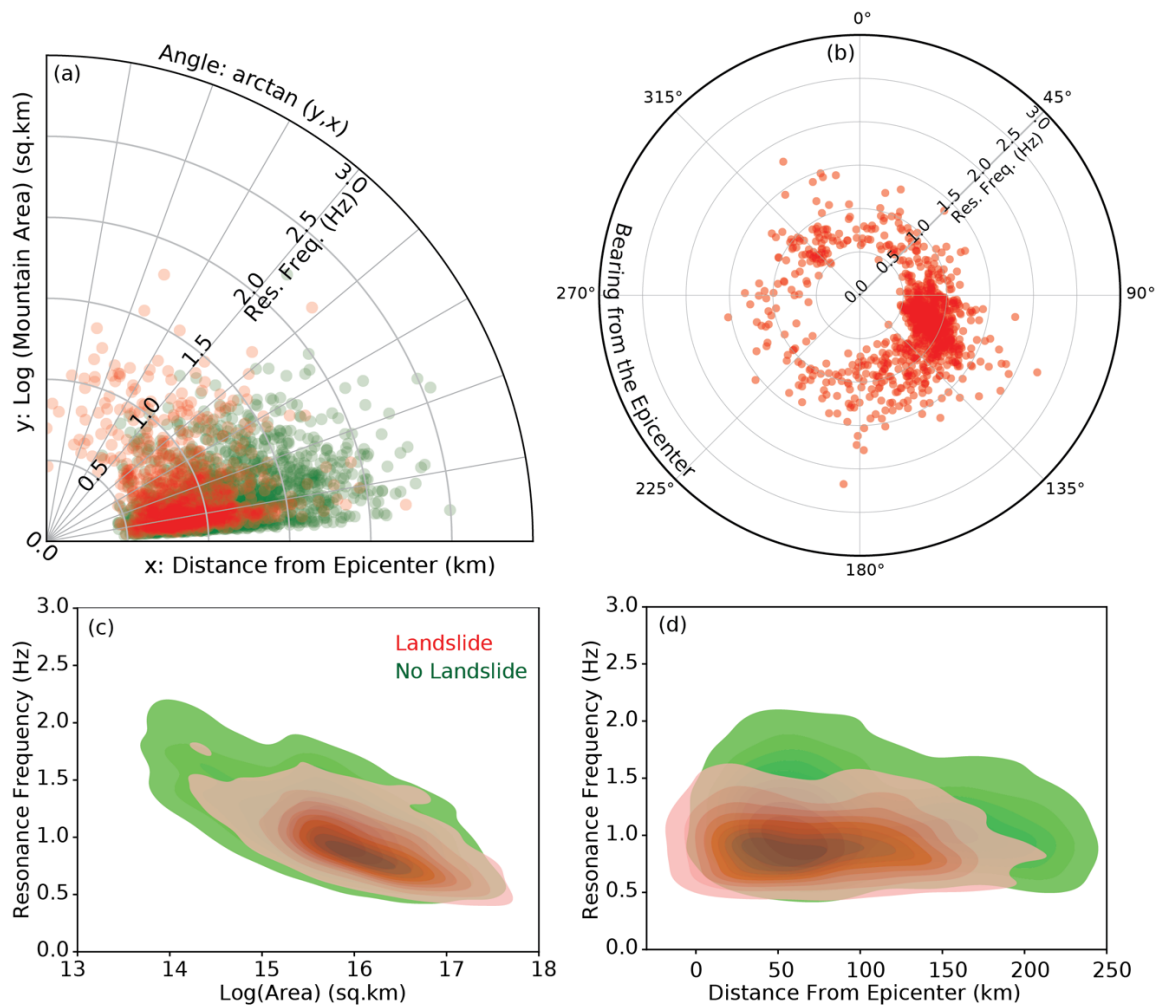 (a)
Angle: arctan (y,x)
y: Log (Mountain Area) (sq.km)
0.0
0.5
1.0
1.5
2.0
2.5
3.0
Res. Freq. (Hz)
x: Distance from Epicenter (km)
(b)
0°
45°
90°
135°
180°
225°
270°
315°
0.0
0.5
1.0
1.5
2.0
2.5
3.0
Res. Freq. (Hz)
Bearing from the Epicenter
(c)
Landslide
No Landslide
Resonance Frequency (Hz)
3.0
2.5
2.0
1.5
1.0
0.5
0.0
13 14 15 16 17 18
Log(Area) (sq.km)
(d)
Resonance Frequency (Hz)
3.0
2.5
2.0
1.5
1.0
0.5
0.0
0 50 100 150 200 250
Distance From Epicenter (km)